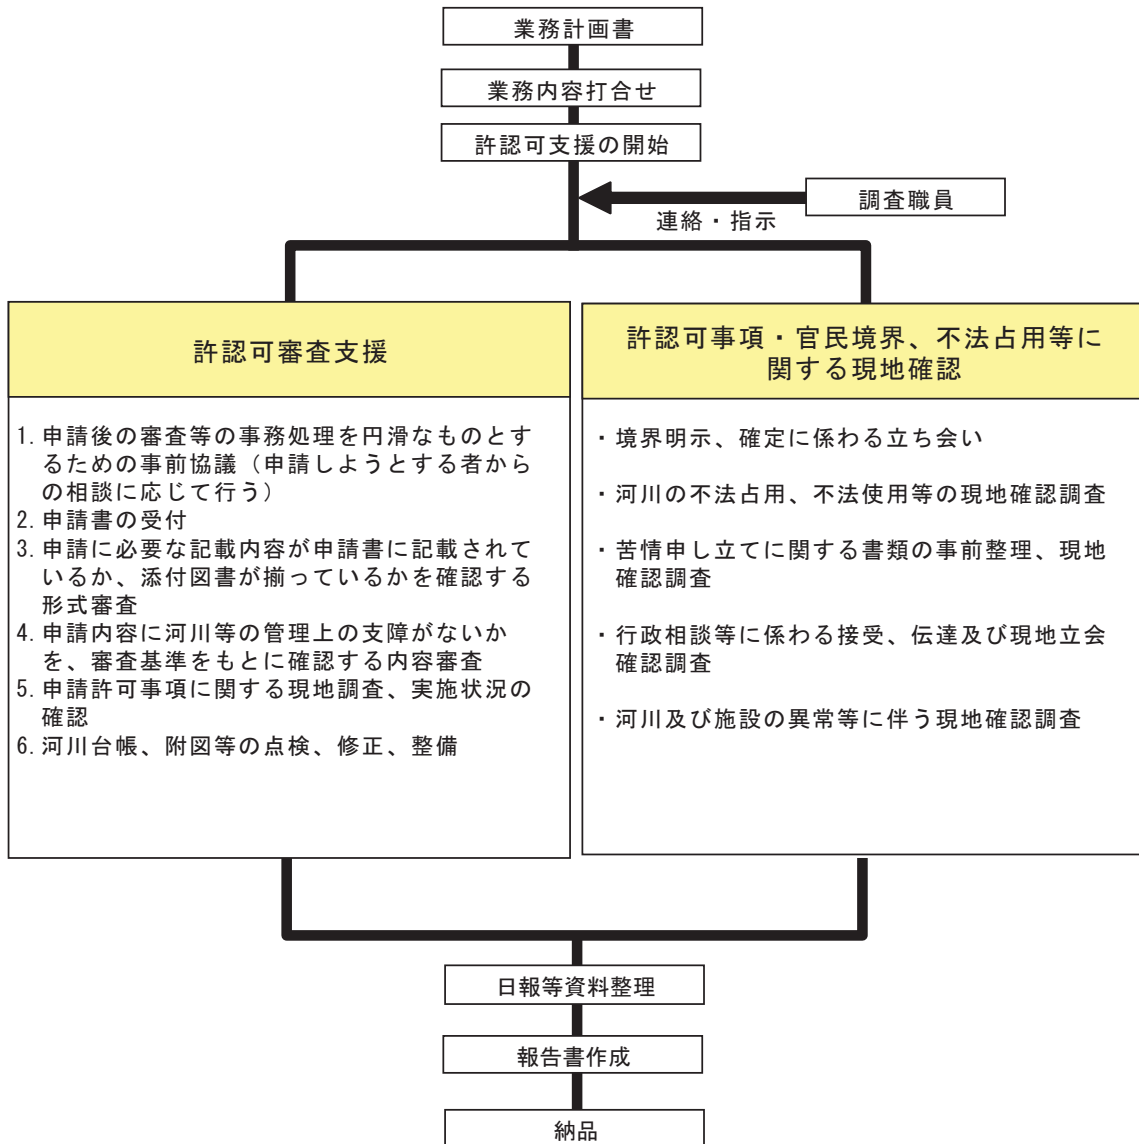 業務計画書
業務内容打合せ
許認可支援の開始
調査職員
連絡・指示
許認可審査支援
1. 申請後の審査等の事務処理を円滑なものとす
るための事前協議（申請しようとする者から
の相談に応じて行う）
2. 申請書の受付
3. 申請に必要な記載内容が申請書に記載されて
いるか、添付図書が揃っているかを確認する
形式審査
4. 申請内容に河川等の管理上の支障がないか
を、審査基準をもとに確認する内容審査
5. 申請許可事項に関する現地調査、実施状況の
確認
6. 河川台帳、附図等の点検、修正、整備
許認可事項・官民境界、不法占用等に
関する現地確認
・境界明示、確定に係わる立ち会い
・河川の不法占用、不法使用等の現地確認調査
・苦情申し立てに関する書類の事前整理、現地
確認調査
・行政相談等に係わる接受、伝達及び現地立会
確認調査
・河川及び施設の異常等に伴う現地確認調査
日報等資料整理
報告書作成
納品